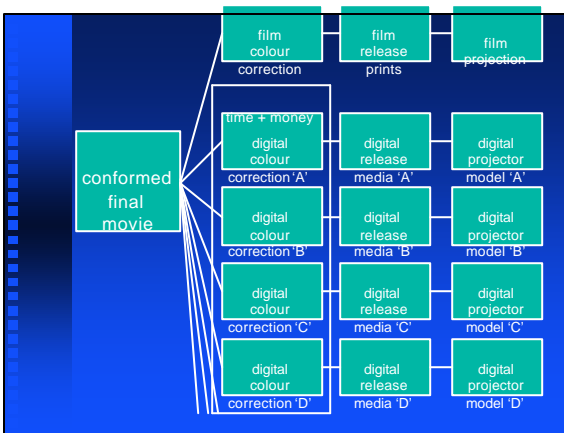 film
colour
correction
film
release
prints
film
projection
time + money
conformed
final
movie
digital
colour
correction ‘A’
digital
release
media ‘A’
digital
projector
model ‘A’
digital
colour
correction ‘B’
digital
release
media ‘B’
digital
projector
model ‘B’
digital
colour
correction ‘C’
digital
release
media ‘C’
digital
projector
model ‘C’
digital
colour
correction ‘D’
digital
release
media ‘D’
digital
projector
model ‘D’